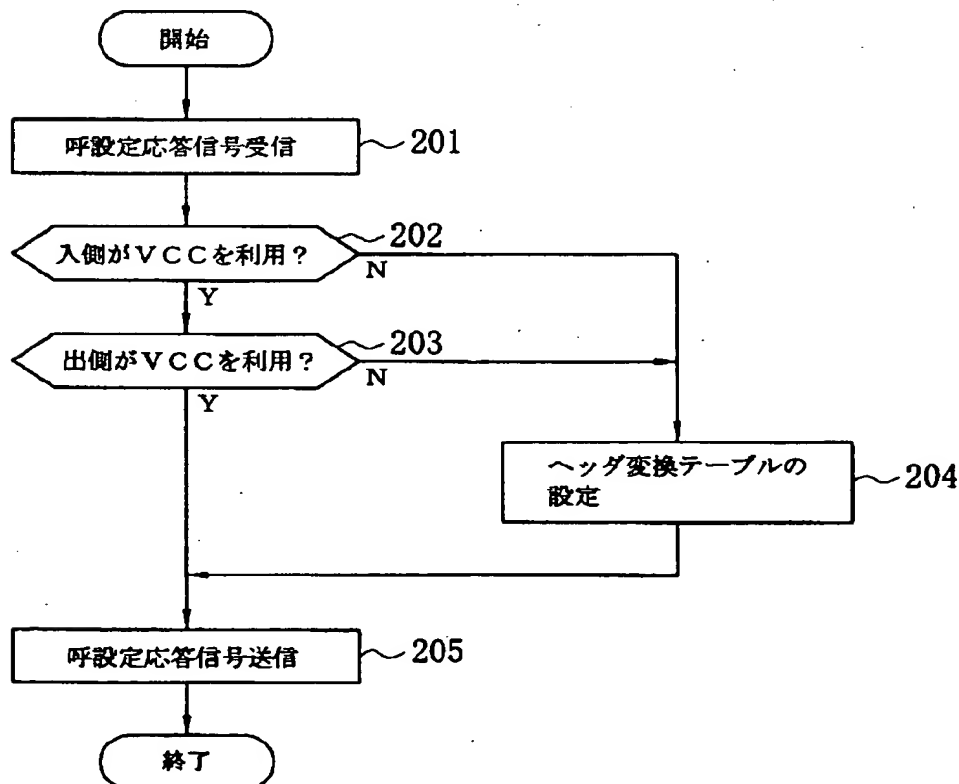 開始
呼設定応答信号受信
201
入側がＶＣＣを利用？
202
N
Y
出側がＶＣＣを利用？
203
N
Y
ヘッダ変換テーブルの
設定
204
呼設定応答信号送信
205
終了